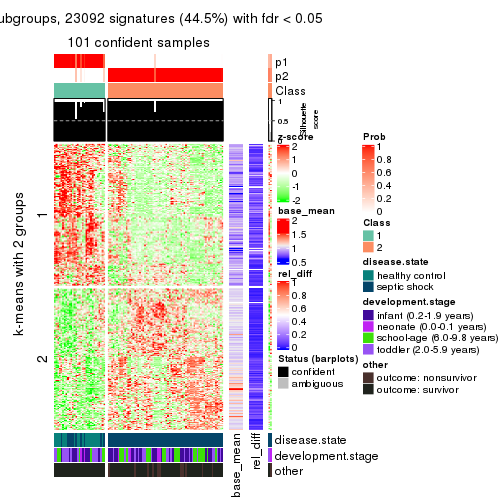 ubgroups, 23092 signatures (44.5%) with fdr < 0.05
101 confident samples
p1
p2
Class
1
0.5
0
Silhouette
score
k-means with 2 groups
1
2
z-score
2
1
0
-1
-2
base_mean
2
1.5
1
0.5
rel_diff
1
0.8
0.6
0.4
0.2
0
Status (barplots)
confident
ambiguous
Prob
1
0.8
0.6
0.4
0.2
0
Class
1
2
disease.state
healthy control
septic shock
development.stage
infant (0.2-1.9 years)
neonate (0.0-0.1 years)
school-age (6.0-9.8 years)
toddler (2.0-5.9 years)
other
outcome: nonsurvivor
outcome: survivor
disease.state
development.stage
other
base_mean
rel_diff